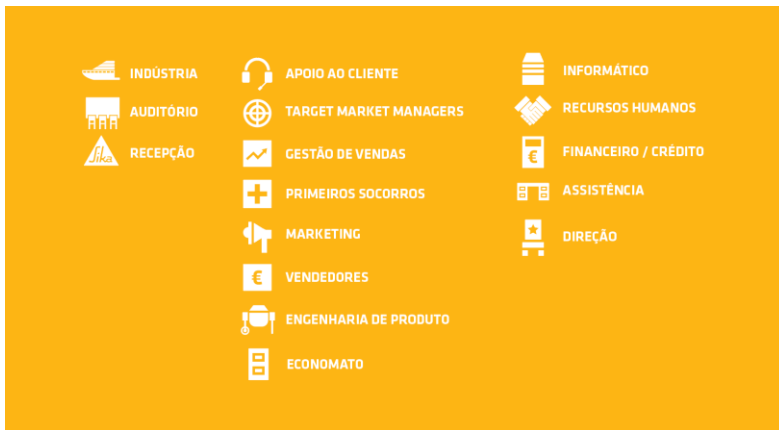 INDÚSTRIA
AUDITÓRIO
Sika
RECEPÇÃO
APOIO AO CLIENTE
TARGET MARKET MANAGERS
GESTÃO DE VENDAS
PRIMEIROS SOCORROS
MARKETING
€
VENDEDORES
ENGENHARIA DE PRODUTO
ECONOMATO
INFORMÁTICO
RECURSOS HUMANOS
€
FINANCEIRO / CRÉDITO
ASSISTÊNCIA
DIREÇÃO